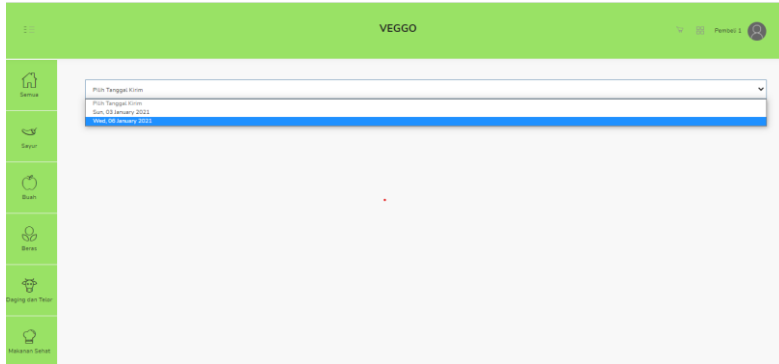 VEGGO
Pembeli 1
Semua
Sayur
Buah
Beras
Daging dan Telur
Makanan Sehat
Pilih Tanggal Kirim
Pilih Tanggal Kirim
Sun, 03 January 2021
Wed, 06 January 2021